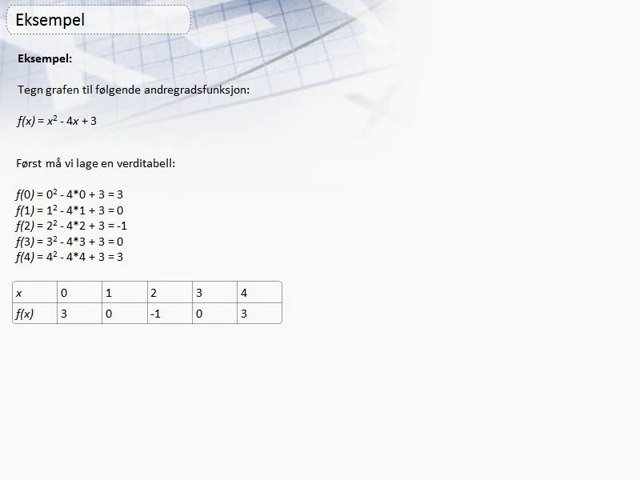 Eksempel
Eksempel:
Tegn grafen til følgende andregradsfunksjon:
f(x) = x² - 4x + 3
Først må vi lage en verditabell:
f(0) = 0² - 4*0 + 3 = 3
f(1) = 1² - 4*1 + 3 = 0
f(2) = 2² - 4*2 + 3 = -1
f(3) = 3² - 4*3 + 3 = 0
f(4) = 4² - 4*4 + 3 = 3
x 0 1 2 3 4
f(x) 3 0 -1 0 3